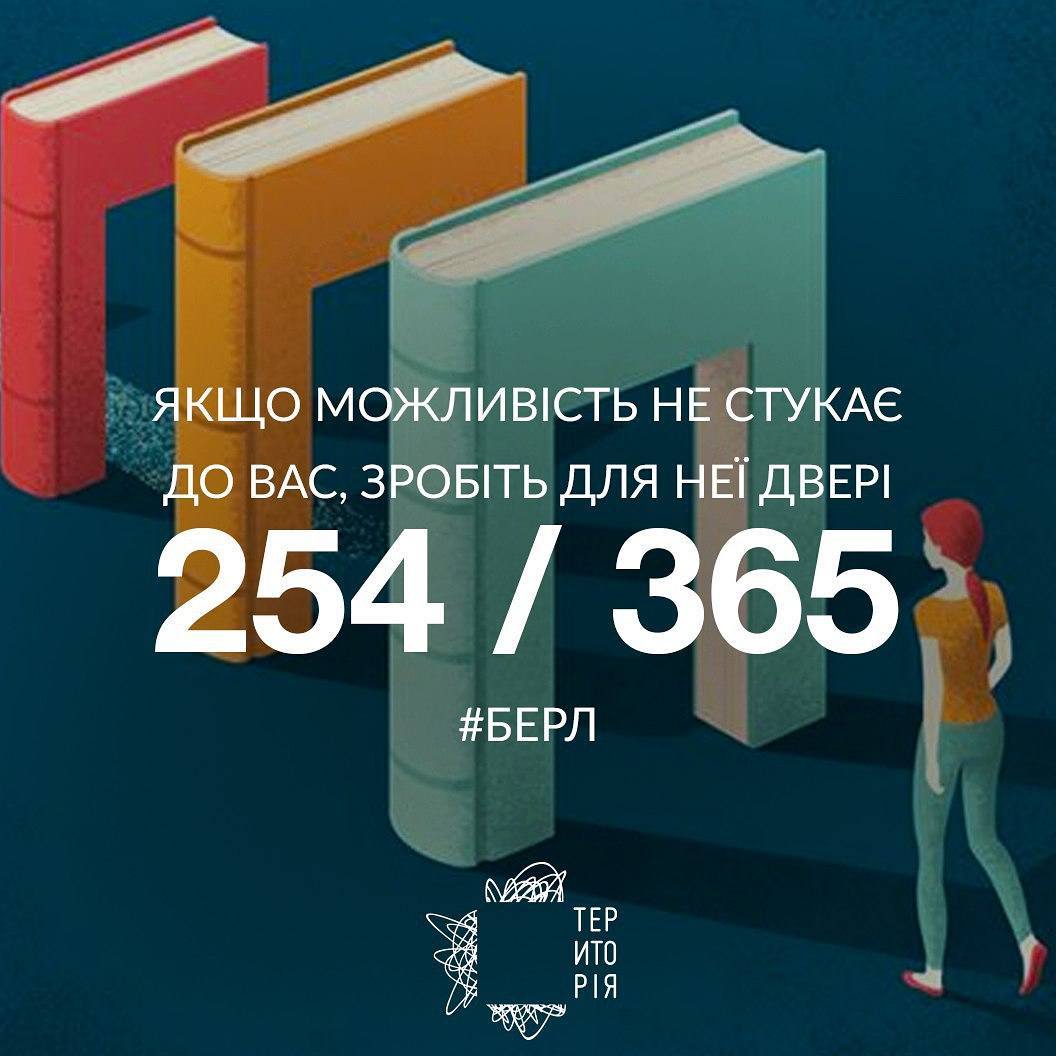 ЯКЩО МОЖЛИВІСТЬ НЕ СТУКАЄ
ДО ВАС, ЗРОБІТЬ ДЛЯ НЕЇ ДВЕРІ
254 / 365
#БЕРЛ
ТЕР
ИТО
РІЯ